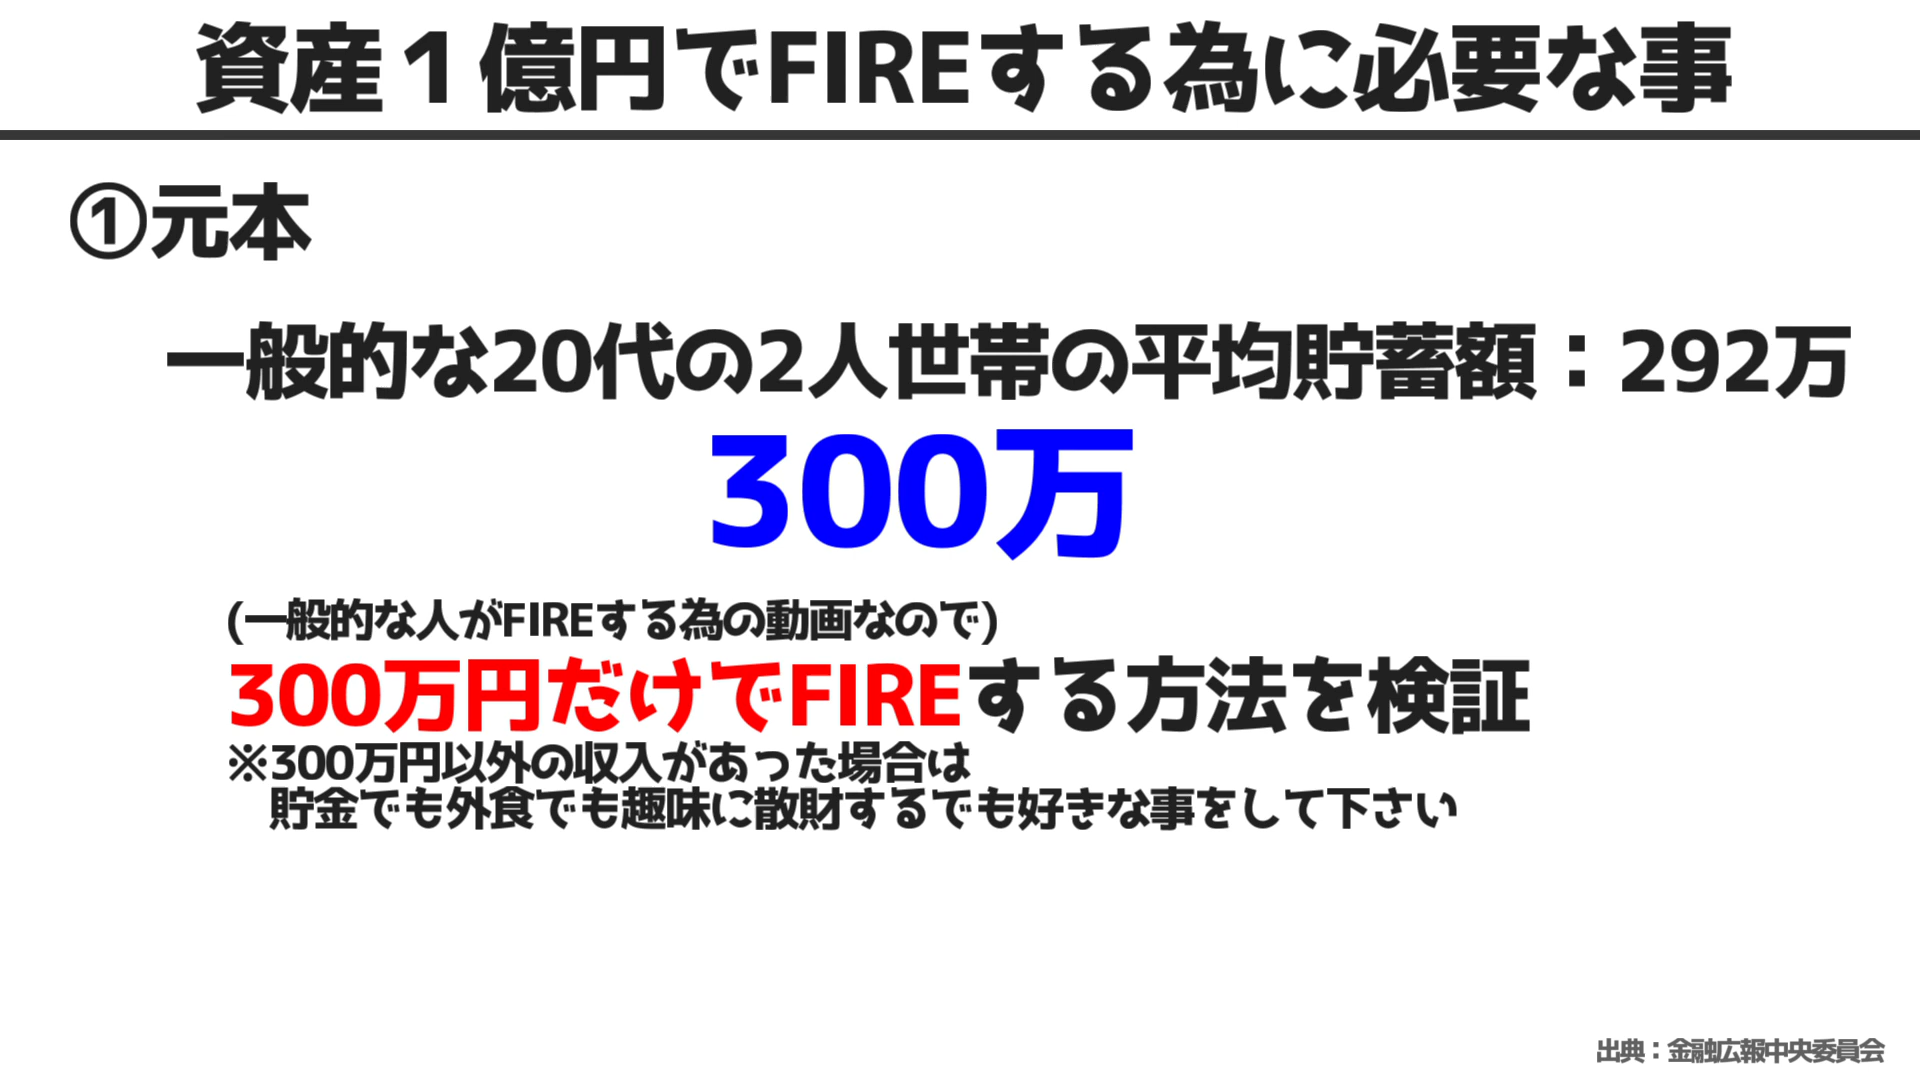 資産１億円でFIREする為に必要な事
①元本
一般的な20代の2人世帯の平均貯蓄額：292万
300万
(一般的な人がFIREする為の動画なので)
300万円だけでFIREする方法を検証
※300万円以外の収入があった場合は
貯金でも外食でも趣味に散財するでも好きな事をして下さい
出典：金融広報中央委員会